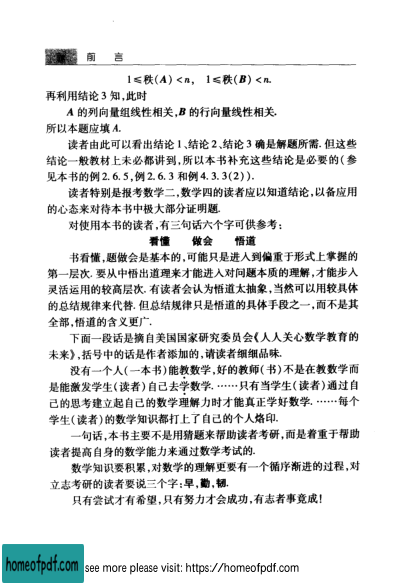 前 言
1≤秩(A)<n, 1≤秩(B)<n.
再利用结论3知,此时
A的列向量组线性相关,B的行向量线性相关.
所以本题应填A.
读者由此可以看出结论1、结论2、结论3确是解题所需.但这些
结论一般教材上未必都讲到,所以本书补充这些结论是必要的(参
见本书的例2.6.5,例2.6.3和例4.3.3(2)).
读者特别是报考数学二,数学四的读者应以知道结论,以备应用
的心态来对待本书中极大部分证明题.
对使用本书的读者,有三句话六个字可供参考:
看懂 做会 悟道
书看懂,题做会是基本的,可能只是进入到偏重于形式上掌握的
第一层次.要从中悟出道理来才能进入对问题本质的理解,才能步入
灵活运用的较高层次.有读者会认为悟道太抽象,当然可以用较具体
的总结规律来代替.但总结规律只是悟道的具体手段之一,而不是其
全部,悟道的含义更广.
下面一段话是摘自美国国家研究委员会《人人关心数学教育的
未来》,括号中的话是作者添加的,请读者细细品味.
没有一个人(一本书)能教数学,好的教师(书)不是在教数学而
是能激发学生(读者)自己去学数学.……只有当学生(读者)通过自
己的思考建立起自己的数学理解力时才能真正学好数学.……每个
学生(读者)的数学知识都打上了自己的个人烙印.
一句话,本书主要不是用猜题来帮助读者考研,而是着重于帮助
读者提高自身的数学能力来通过数学考试的.
数学知识要积累,对数学的理解更要有一个循序渐进的过程,对
立志考研的读者要说三个字:早,勤,韧.
只有尝试才有希望,只有努力才会成功,有志者事竟成!
homeofpdf.com
see more please visit: https://homeofpdf.com